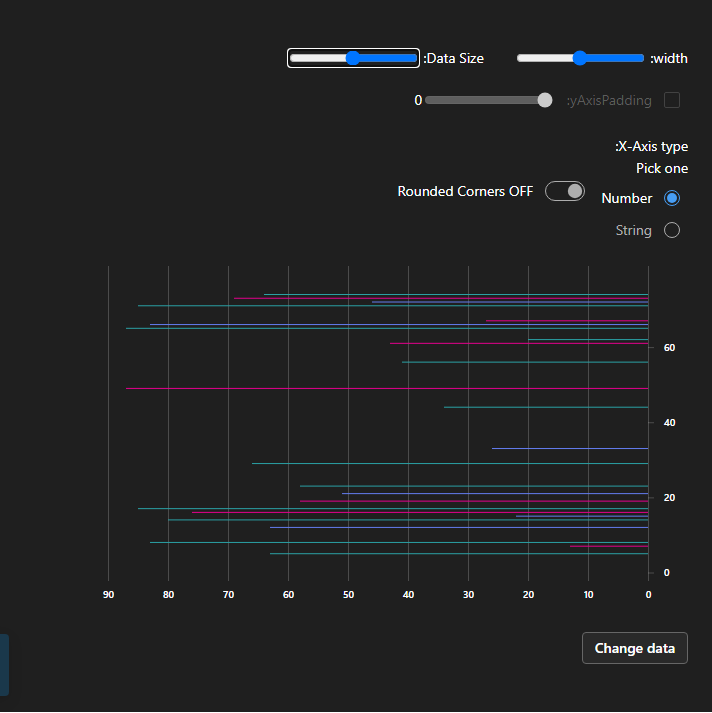 :width
:Data Size
:yAxisPadding
0
:X-Axis type
Pick one
Number
String
Rounded Corners OFF
60
40
20
0
90 80 70 60 50 40 30 20 10 0
Change data